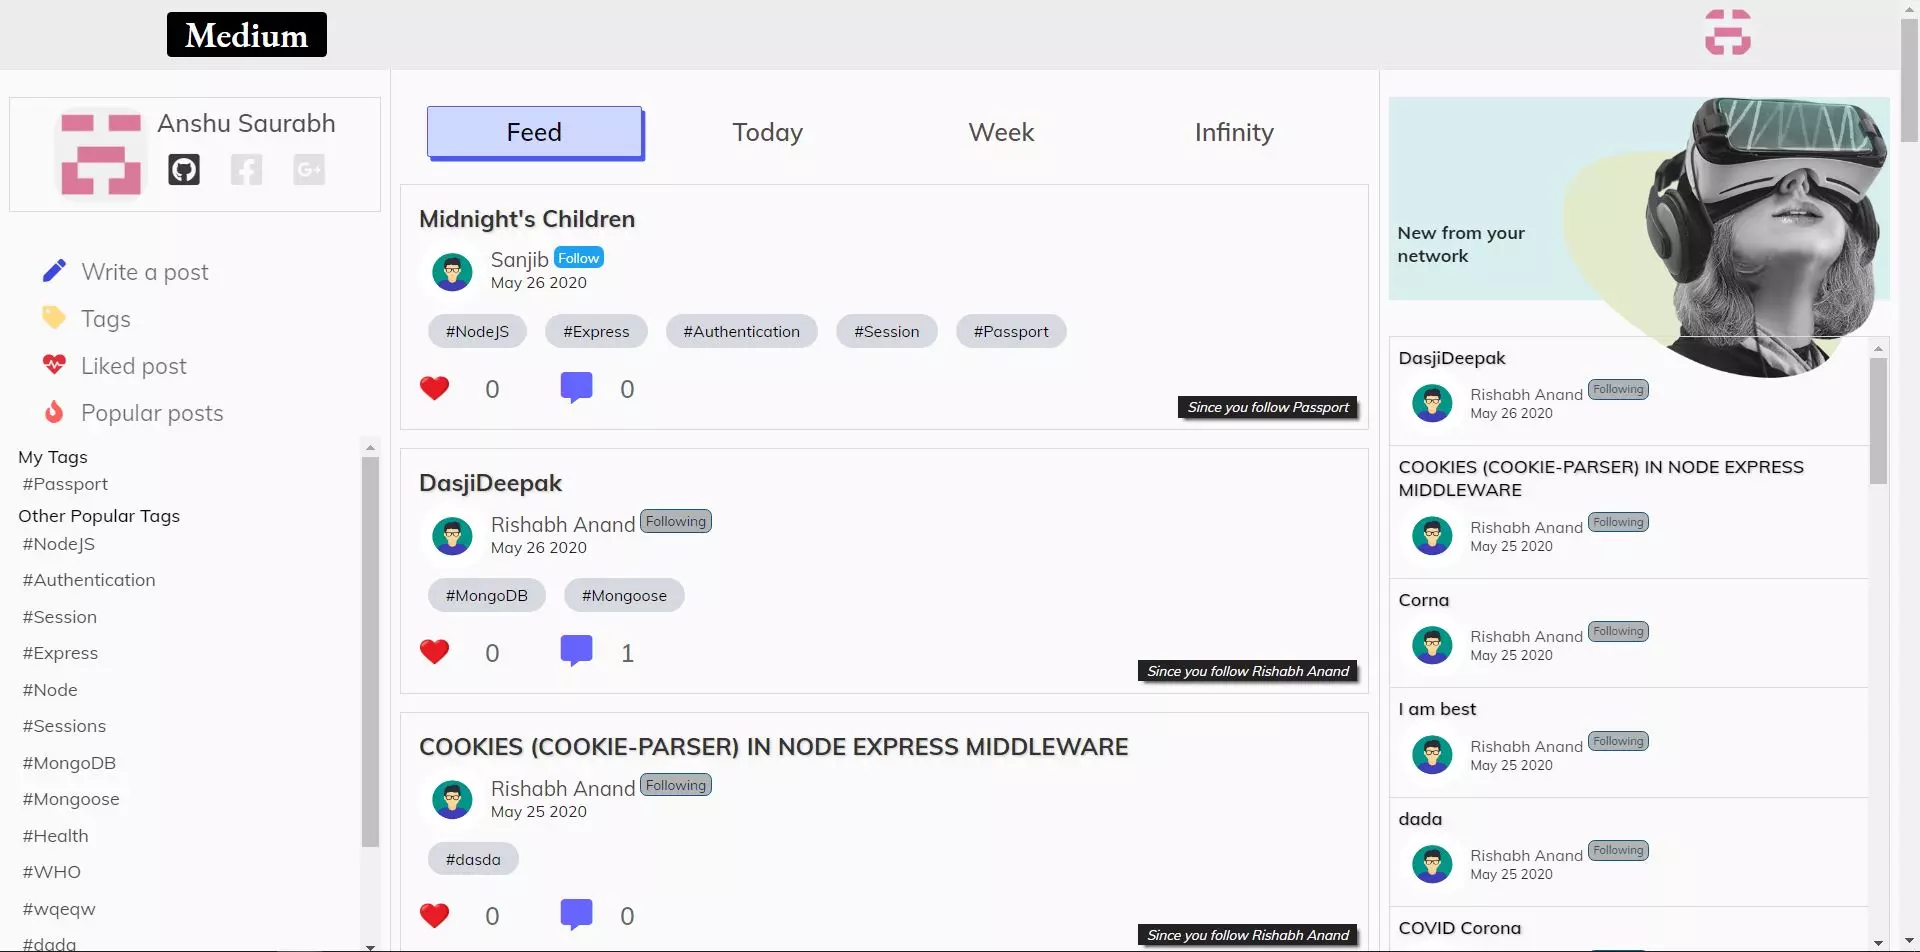 Medium
Anshu Saurabh
Write a post
Tags
Liked post
Popular posts
My Tags
#Passport
Other Popular Tags
#NodeJS
#Authentication
#Session
#Express
#Node
#Sessions
#MongoDB
#Mongoose
#Health
#WHO
#wqeqw
#dada
Feed
Today
Week
Infinity
Midnight's Children
Sanjib Follow
May 26 2020
#NodeJS #Express #Authentication #Session #Passport
0 0
Since you follow Passport
DasjiDeepak
Rishabh Anand Following
May 26 2020
#MongoDB #Mongoose
0 1
Since you follow Rishabh Anand
COOKIES (COOKIE-PARSER) IN NODE EXPRESS MIDDLEWARE
Rishabh Anand Following
May 25 2020
#dasda
0 0
Since you follow Rishabh Anand
New from your
network
DasjiDeepak
Rishabh Anand Following
May 26 2020
COOKIES (COOKIE-PARSER) IN NODE EXPRESS
MIDDLEWARE
Rishabh Anand Following
May 25 2020
Corna
Rishabh Anand Following
May 25 2020
I am best
Rishabh Anand Following
May 25 2020
dada
Rishabh Anand Following
May 25 2020
COVID Corona